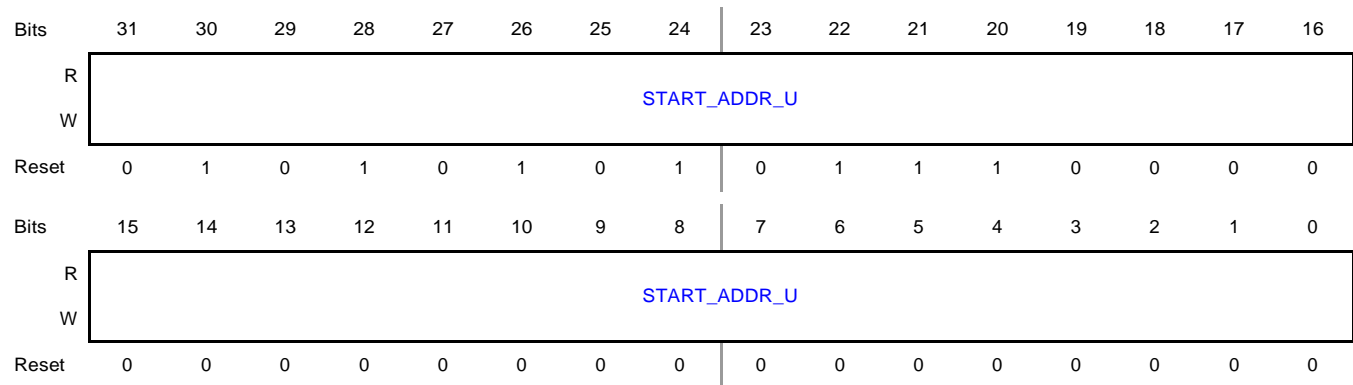 Bits 31 30 29 28 27 26 25 24 23 22 21 20 19 18 17 16
R
START_ADDR_U
W
Reset 0 1 0 1 0 1 0 1 0 1 1 1 0 0 0 0
Bits 15 14 13 12 11 10 9 8 7 6 5 4 3 2 1 0
R
START_ADDR_U
W
Reset 0 0 0 0 0 0 0 0 0 0 0 0 0 0 0 0